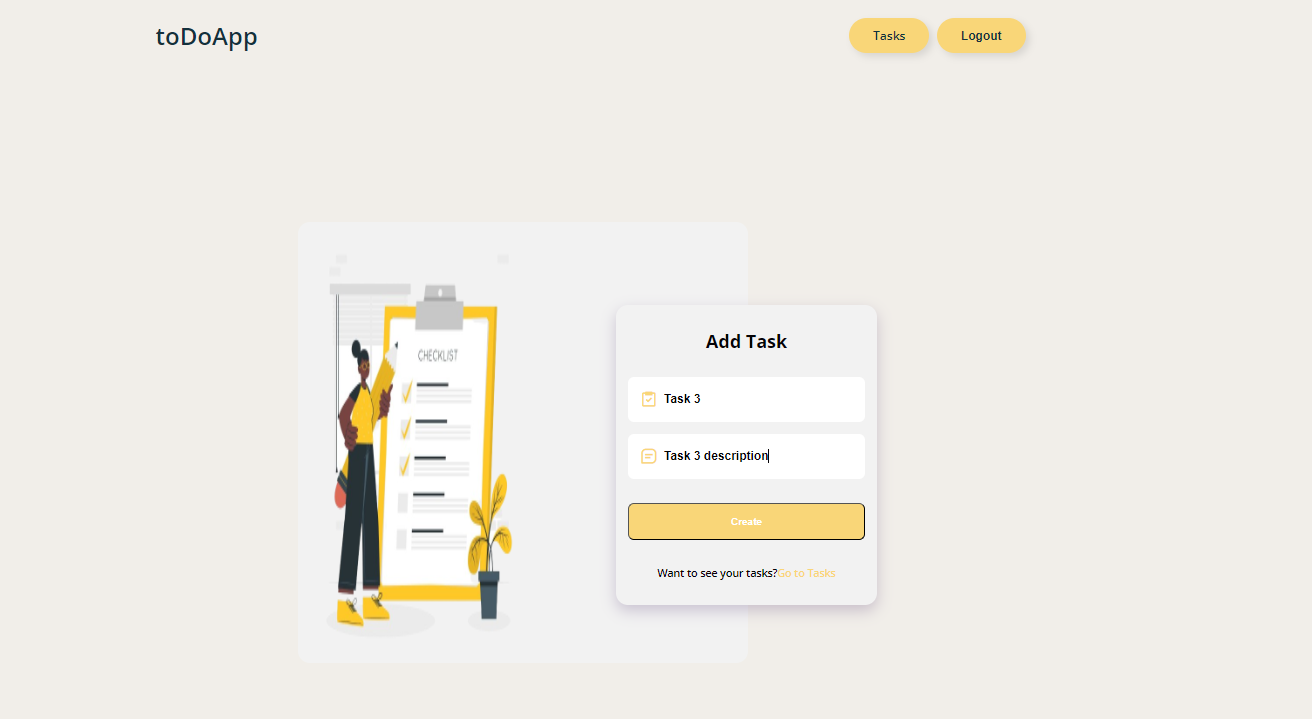 toDoApp
Tasks
Logout
CHECKLIST
Add Task
Task 3
Task 3 description
Create
Want to see your tasks?Go to Tasks